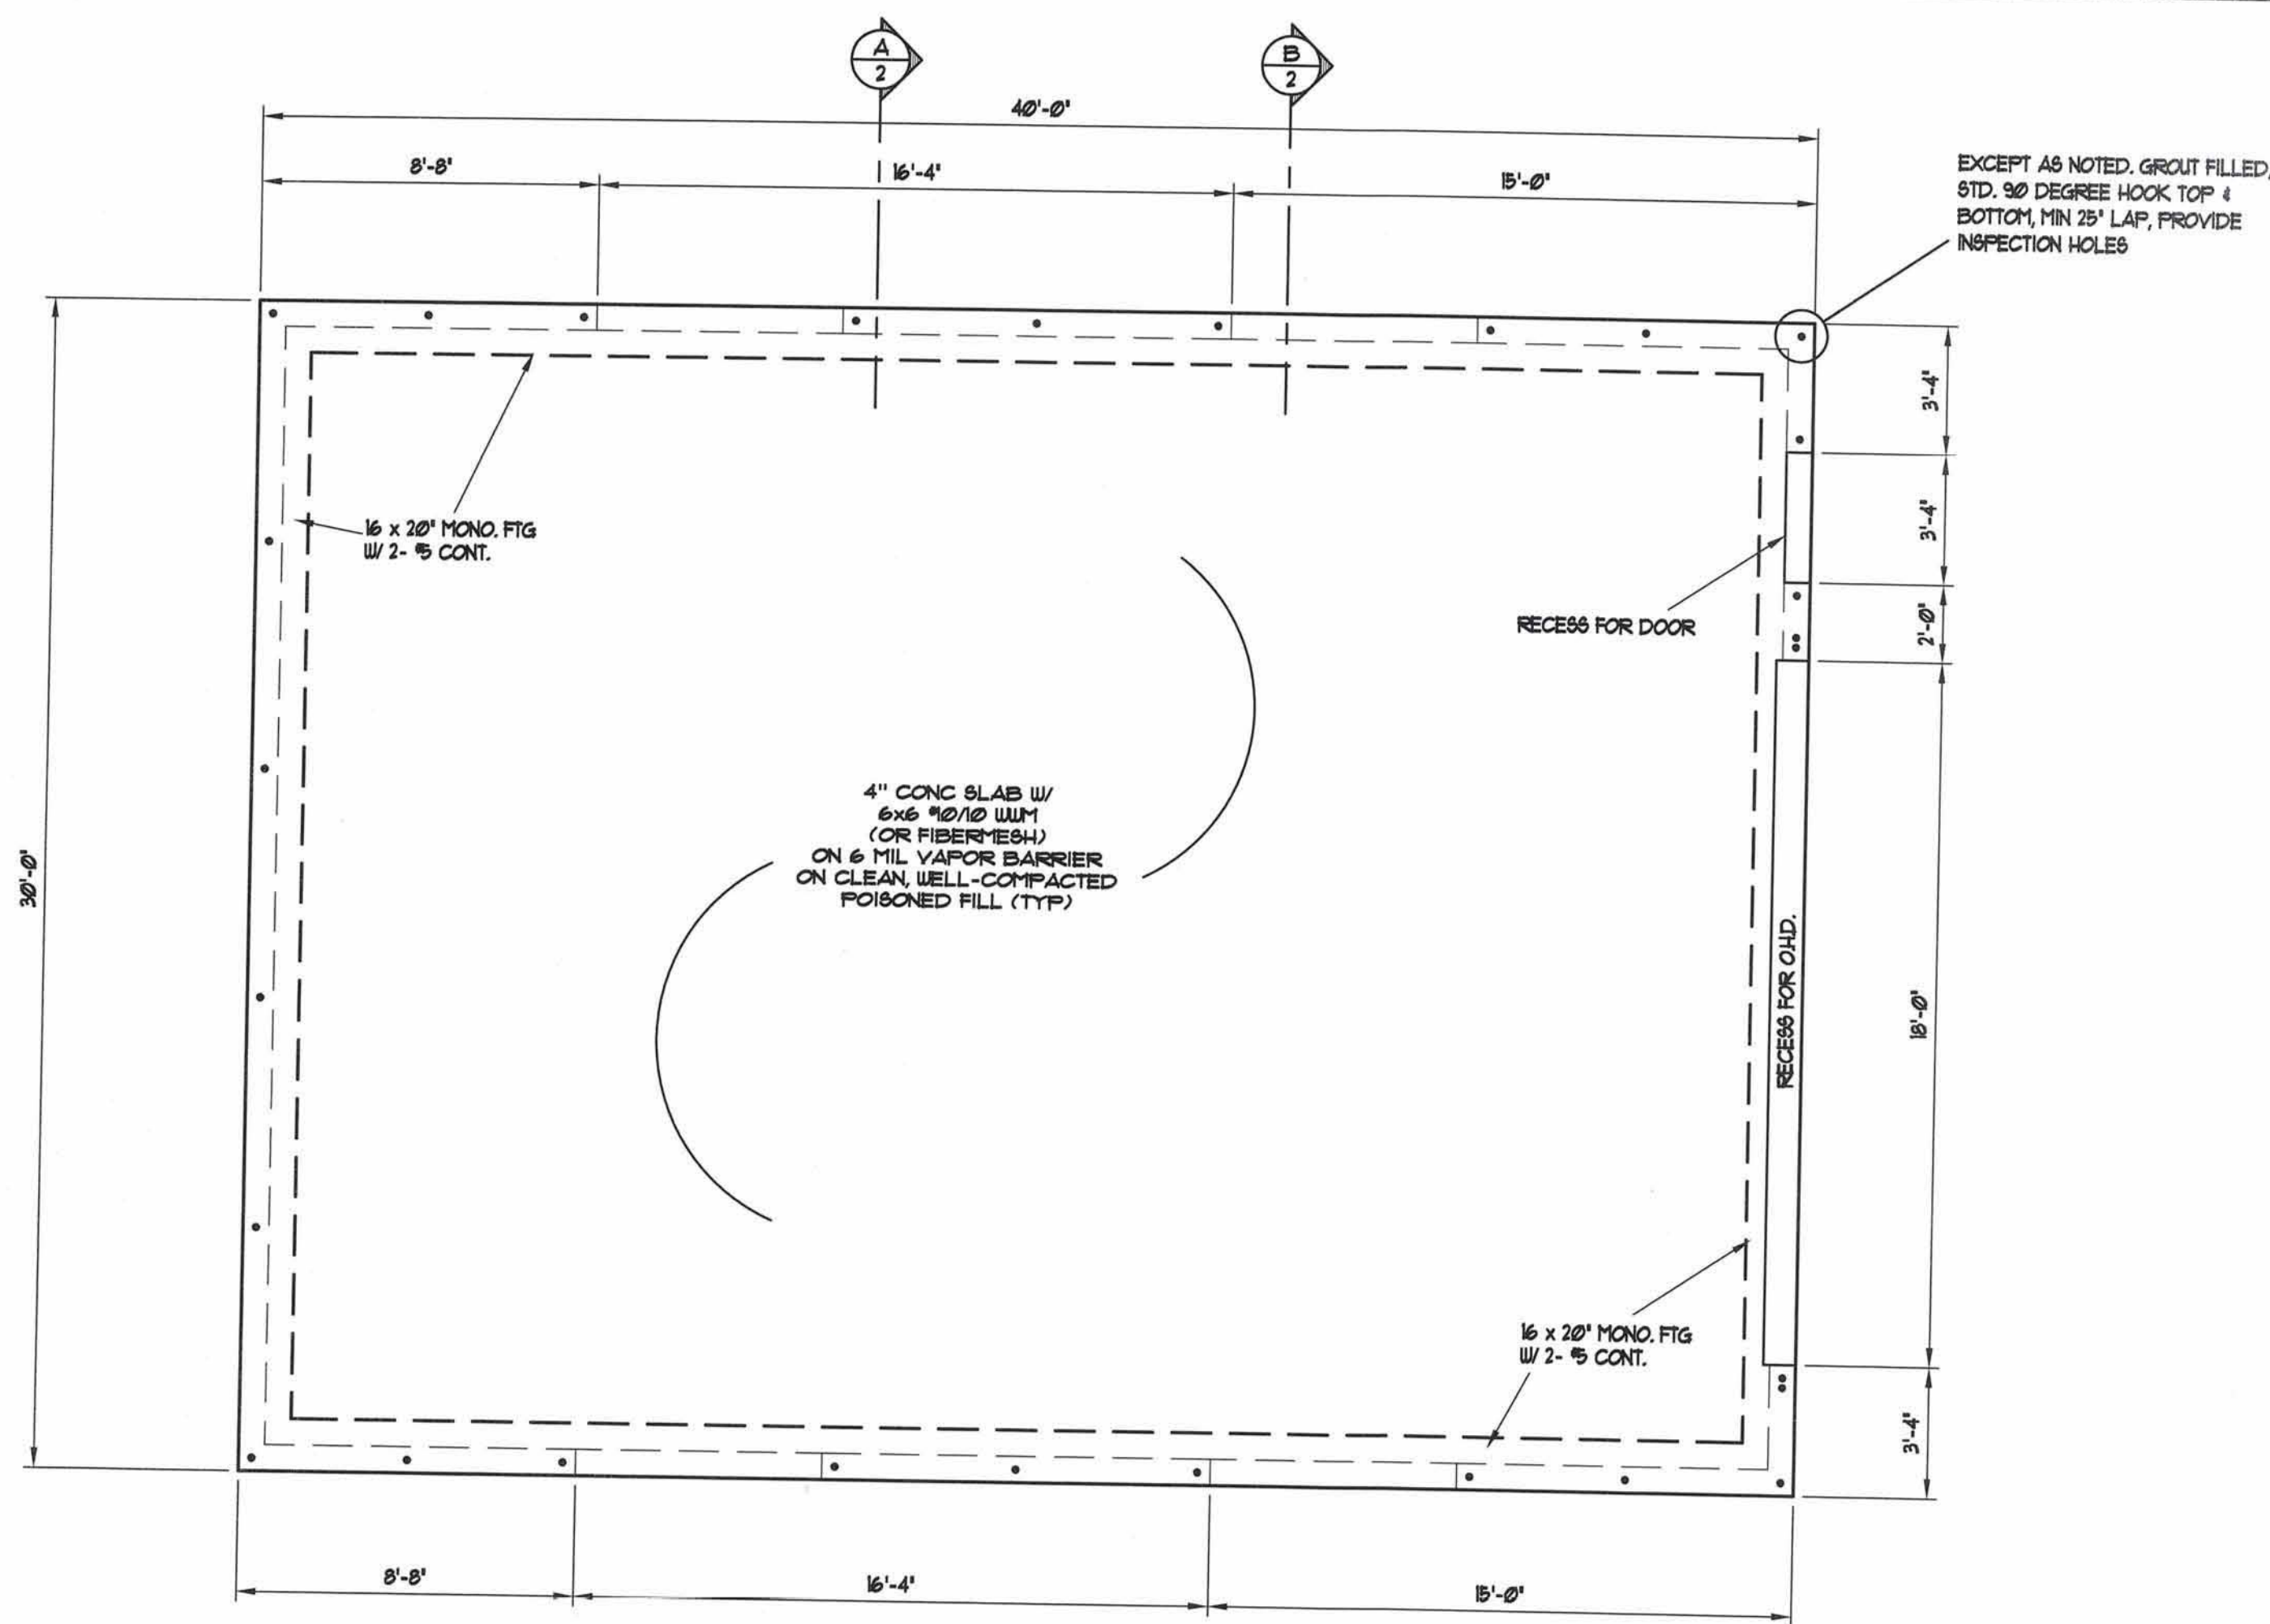 A
2
B
2
40'-0"
8'-8"
16'-4"
15'-0"
EXCEPT AS NOTED. GROUT FILLED,
STD. 90 DEGREE HOOK TOP &
BOTTOM, MIN 25" LAP, PROVIDE
INSPECTION HOLES
3'-4"
16 x 20" MONO. FTG
W/ 2- #5 CONT.
3'-4"
RECESS FOR DOOR
2'-0"
4" CONC SLAB W/
6x6 #10/10 WWM
(OR FIBERMESH)
ON 6 MIL VAPOR BARRIER
ON CLEAN, WELL-COMPACTED
POISONED FILL (TYP)
30'-0"
RECESS FOR O.H.D.
18'-0"
16 x 20" MONO. FTG
W/ 2- #5 CONT.
3'-4"
8'-8"
16'-4"
15'-0"